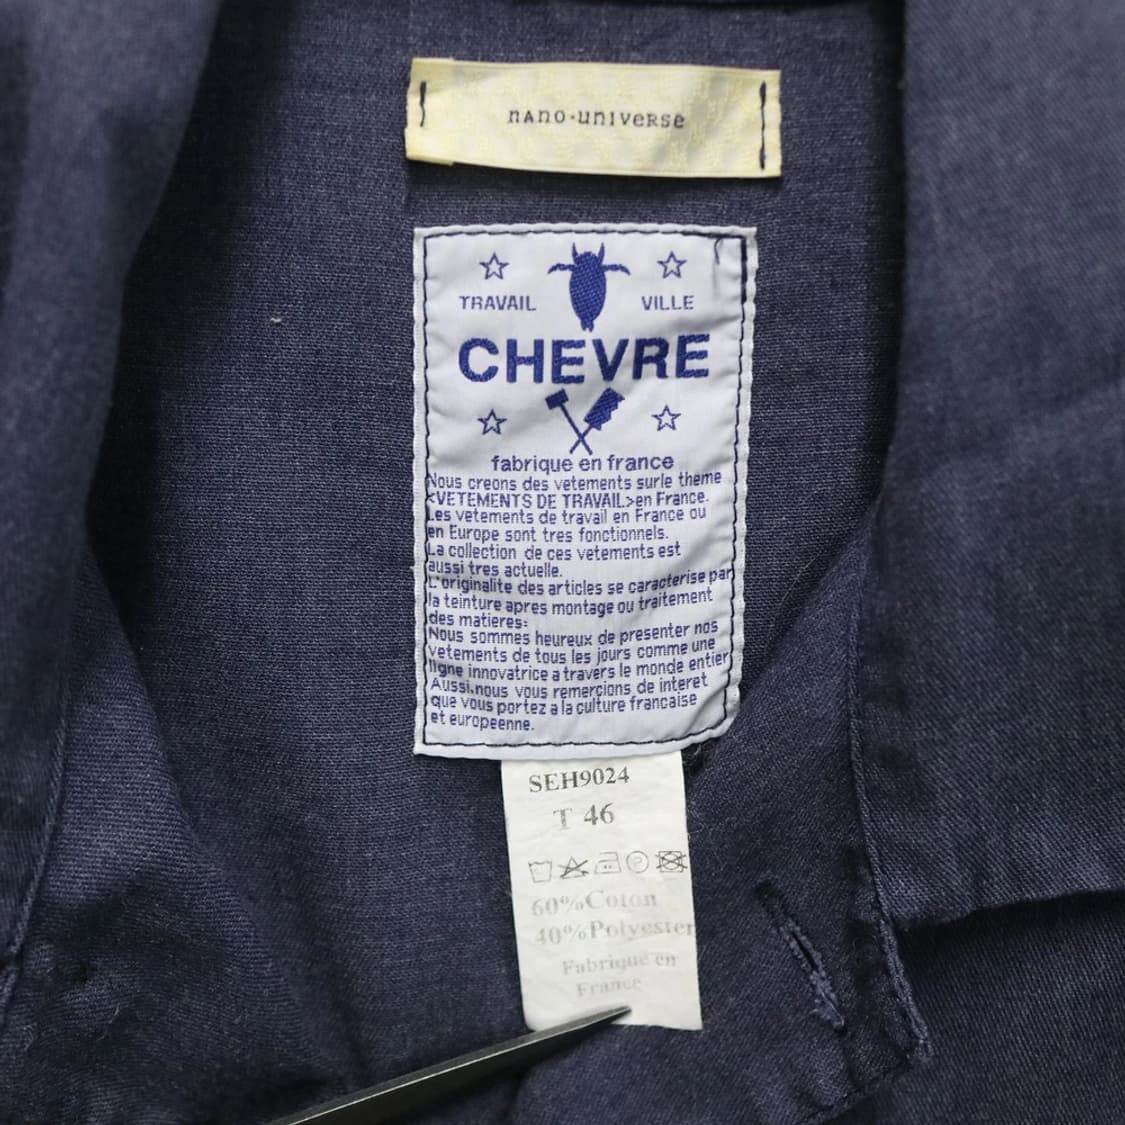 nano·universe
TRAVAIL VILLE
CHEVRE
fabrique en france
Nous creons des vetements surle theme
<VETEMENTS DE TRAVAIL>en France.
Les vetements de travail en France ou
en Europe sont tres fonctionnels.
La collection de ces vetements est
aussi tres actuelle.
L'originalite des articles se caracterise par
la teinture apres montage ou traitement
des matieres:
Nous sommes heureux de presenter nos
vetements de tous les jours comme une
ligne innovatrice a travers le monde entier
Aussi,nous vous remercions de interet
que vous portez a la culture francaise
et europeenne.
SEH9024
T 46
P
60%Coton
40%Polyester
Fabrique en
France